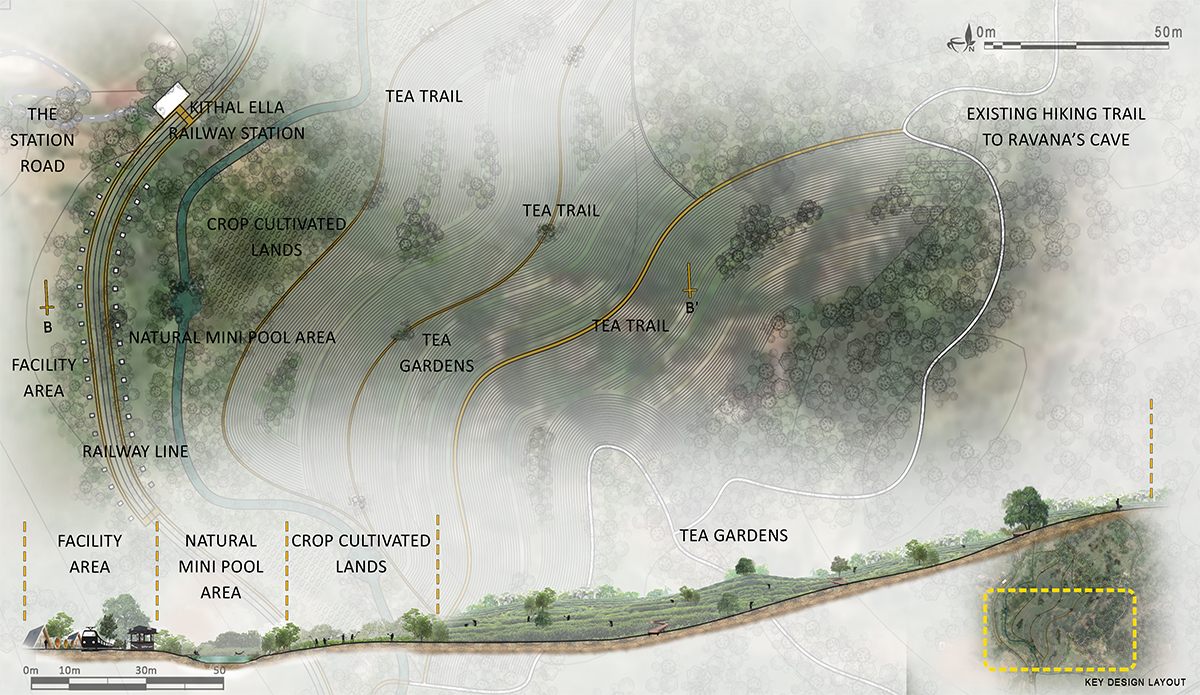 0m 50m
N
TEA TRAIL
KITHAL ELLA
RAILWAY STATION
THE
STATION
ROAD
EXISTING HIKING TRAIL
TO RAVANA'S CAVE
TEA TRAIL
CROP CULTIVATED
LANDS
B
B'
TEA TRAIL
NATURAL MINI POOL AREA
TEA
GARDENS
FACILITY
AREA
RAILWAY LINE
FACILITY
AREA
NATURAL
MINI POOL
AREA
CROP CULTIVATED
LANDS
TEA GARDENS
0m 10m 30m 50
KEY DESIGN LAYOUT